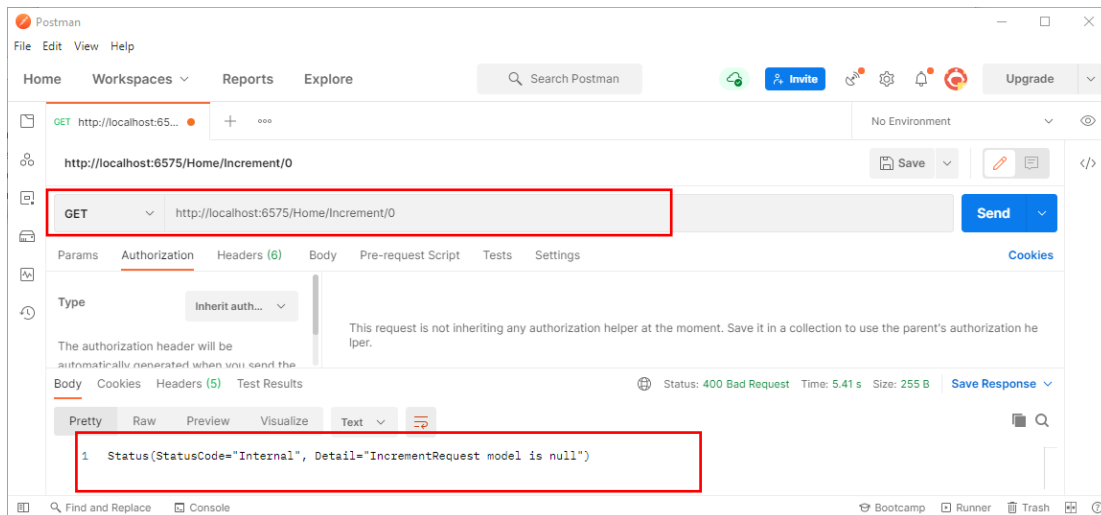 Postman
File Edit View Help
Home Workspaces Reports Explore Search Postman Invite Upgrade
GET http://localhost:65... No Environment
http://localhost:6575/Home/Increment/0 Save
GET http://localhost:6575/Home/Increment/0 Send
Params Authorization Headers (6) Body Pre-request Script Tests Settings Cookies
Type Inherit auth...
This request is not inheriting any authorization helper at the moment. Save it in a collection to use the parent's authorization he
lper.
The authorization header will be
automatically generated when you send the
Body Cookies Headers (5) Test Results Status: 400 Bad Request Time: 5.41 s Size: 255 B Save Response
Pretty Raw Preview Visualize Text
1 Status(StatusCode="Internal", Detail="IncrementRequest model is null")
Find and Replace Console Bootcamp Runner Trash